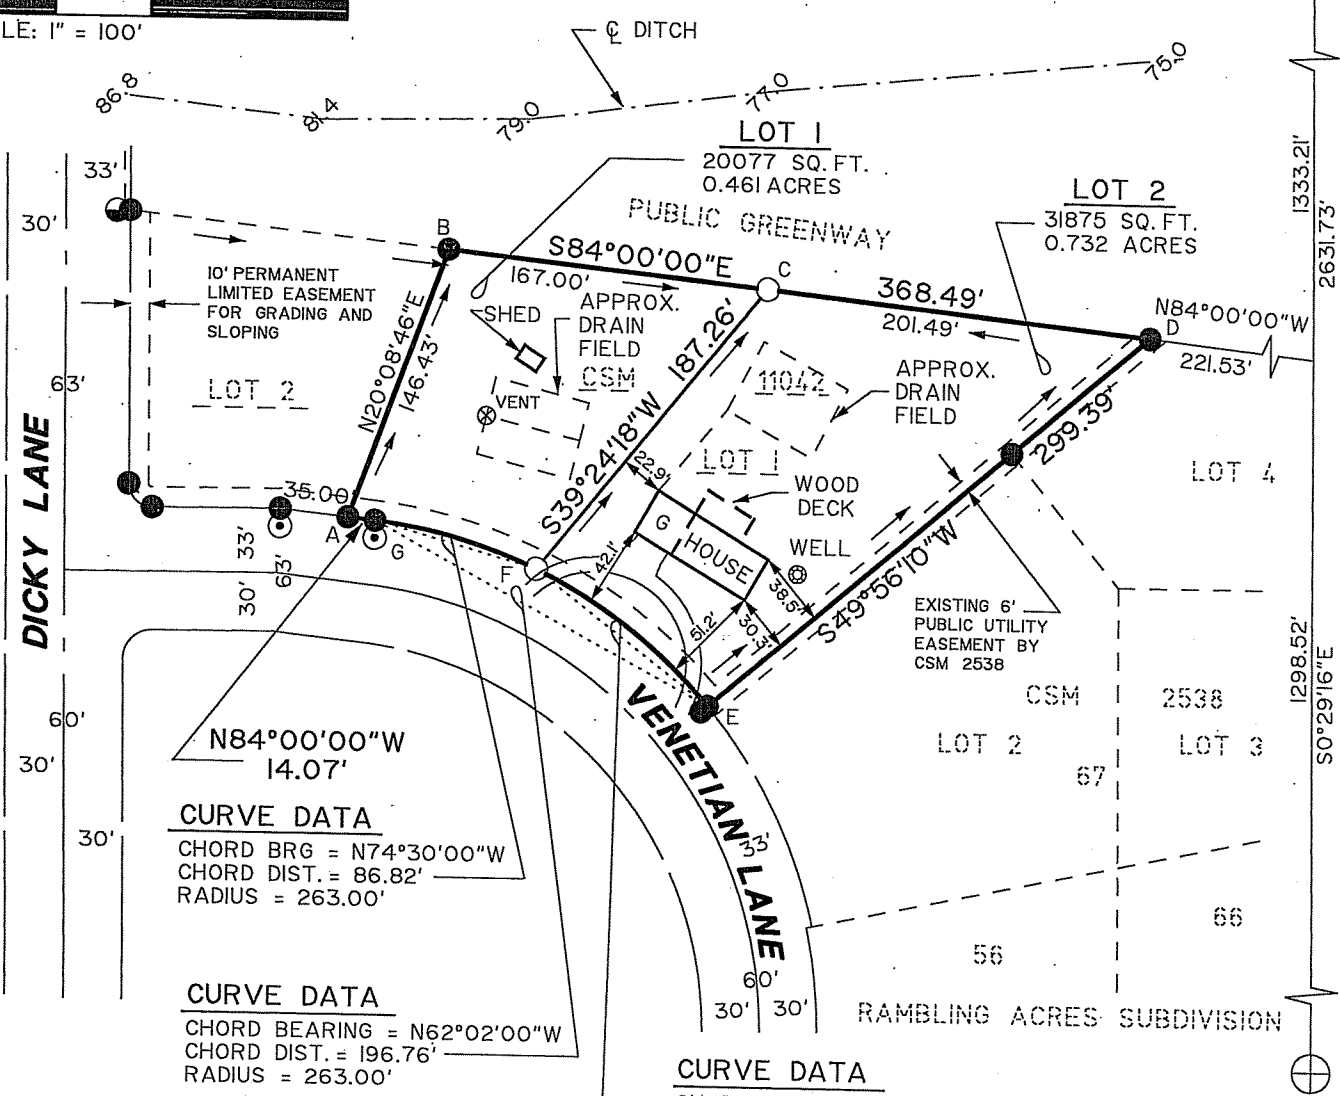 LE: 1" = 100'
℄ DITCH
86.8
81.4
79.0
77.0
75.0
LOT 1
20077 SQ. FT.
0.461 ACRES
LOT 2
31875 SQ. FT.
0.732 ACRES
PUBLIC GREENWAY
33'
30'
1333.21'
2631.73'
B
S84°00'00"E
167.00'
C
368.49'
201.49'
N84°00'00"W
D
221.53'
10' PERMANENT
LIMITED EASEMENT
FOR GRADING AND
SLOPING
SHED
APPROX.
DRAIN
FIELD
N20°08'46"E
146.43'
CSM
187.26'
S39°24'18"W
11042
APPROX.
DRAIN
FIELD
63'
LOT 2
VENT
299.39'
S49°56'10"W
LOT 1
LOT 4
22.9'
WOOD
DECK
DICKY LANE
35.00'
A
G
G
HOUSE
WELL
33'
63'
30'
F
42.1'
38.5'
51.2'
30.3'
EXISTING 6'
PUBLIC UTILITY
EASEMENT BY
CSM 2538
1298.52'
S0°29'16"E
CSM
2538
E
60'
30'
N84°00'00"W
14.07'
VENETIAN LANE
LOT 2
LOT 3
67
CURVE DATA
CHORD BRG = N74°30'00"W
CHORD DIST. = 86.82'
RADIUS = 263.00'
30'
33'
66
56
CURVE DATA
CHORD BEARING = N62°02'00"W
CHORD DIST. = 196.76'
RADIUS = 263.00'
60'
30'
30'
RAMBLING ACRES SUBDIVISION
CURVE DATA